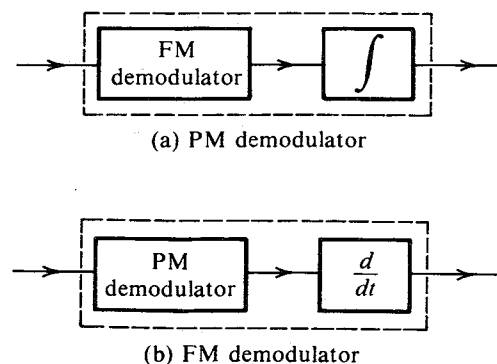 FM
demodulator
∫
(a) PM demodulator
PM
demodulator
d
dt
(b) FM demodulator